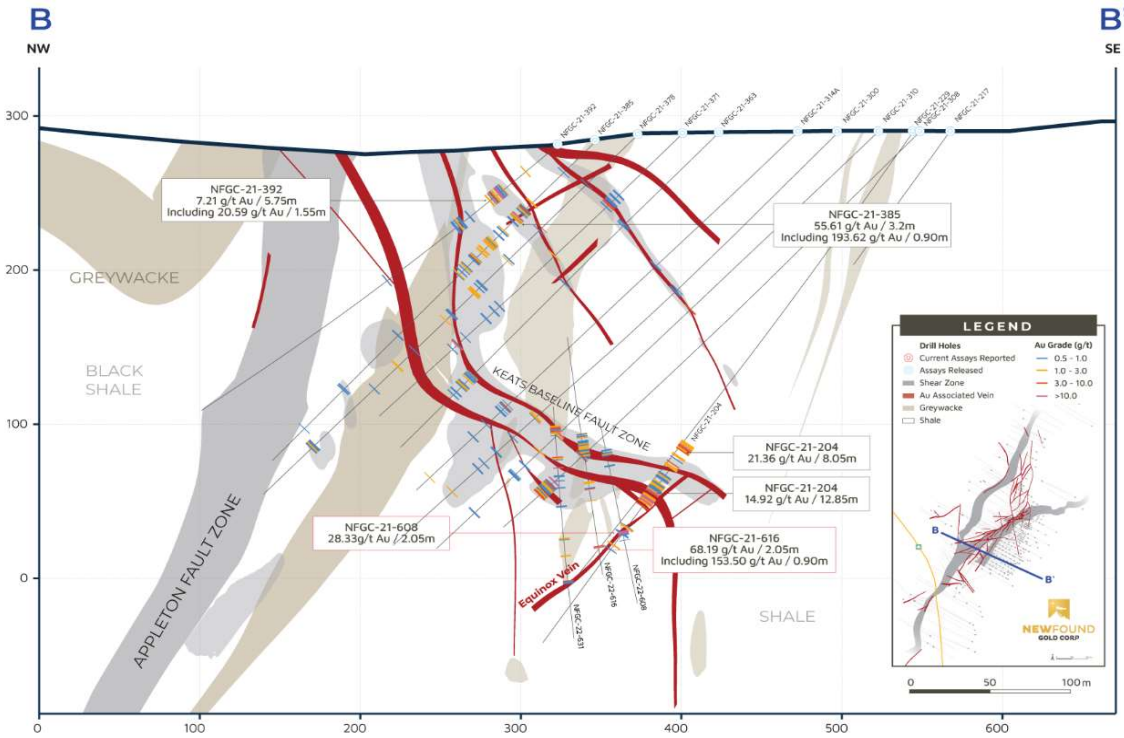 B
NW
B'
SE
300
200
100
0
0
100
200
300
400
500
600
NFGC-21-392
NFGC-21-385
NFGC-21-378
NFGC-21-371
NFGC-21-363
NFGC-21-314A
NFGC-21-300
NFGC-21-310
NFGC-21-229
NFGC-21-308
NFGC-21-217
NFGC-21-392
7.21 g/t Au / 5.75m
Including 20.59 g/t Au / 1.55m
NFGC-21-385
55.61 g/t Au / 3.2m
Including 193.62 g/t Au / 0.90m
GREYWACKE
BLACK
SHALE
KEATS BASELINE FAULT ZONE
NFGC-21-204
NFGC-21-204
21.36 g/t Au / 8.05m
NFGC-21-204
14.92 g/t Au / 12.85m
NFGC-21-608
28.33g/t Au / 2.05m
NFGC-21-616
68.19 g/t Au / 2.05m
Including 153.50 g/t Au / 0.90m
APPLETON FAULT ZONE
Equinox Vein
NFGC-22-631
NFGC-22-616
NFGC-22-608
SHALE
LEGEND
Drill Holes
Current Assays Reported
Assays Released
Shear Zone
Au Associated Vein
Greywacke
Shale
Au Grade (g/t)
0.5 - 1.0
1.0 - 3.0
3.0 - 10.0
>10.0
B
B'
NEWFOUND
GOLD CORP
0
50
100 m